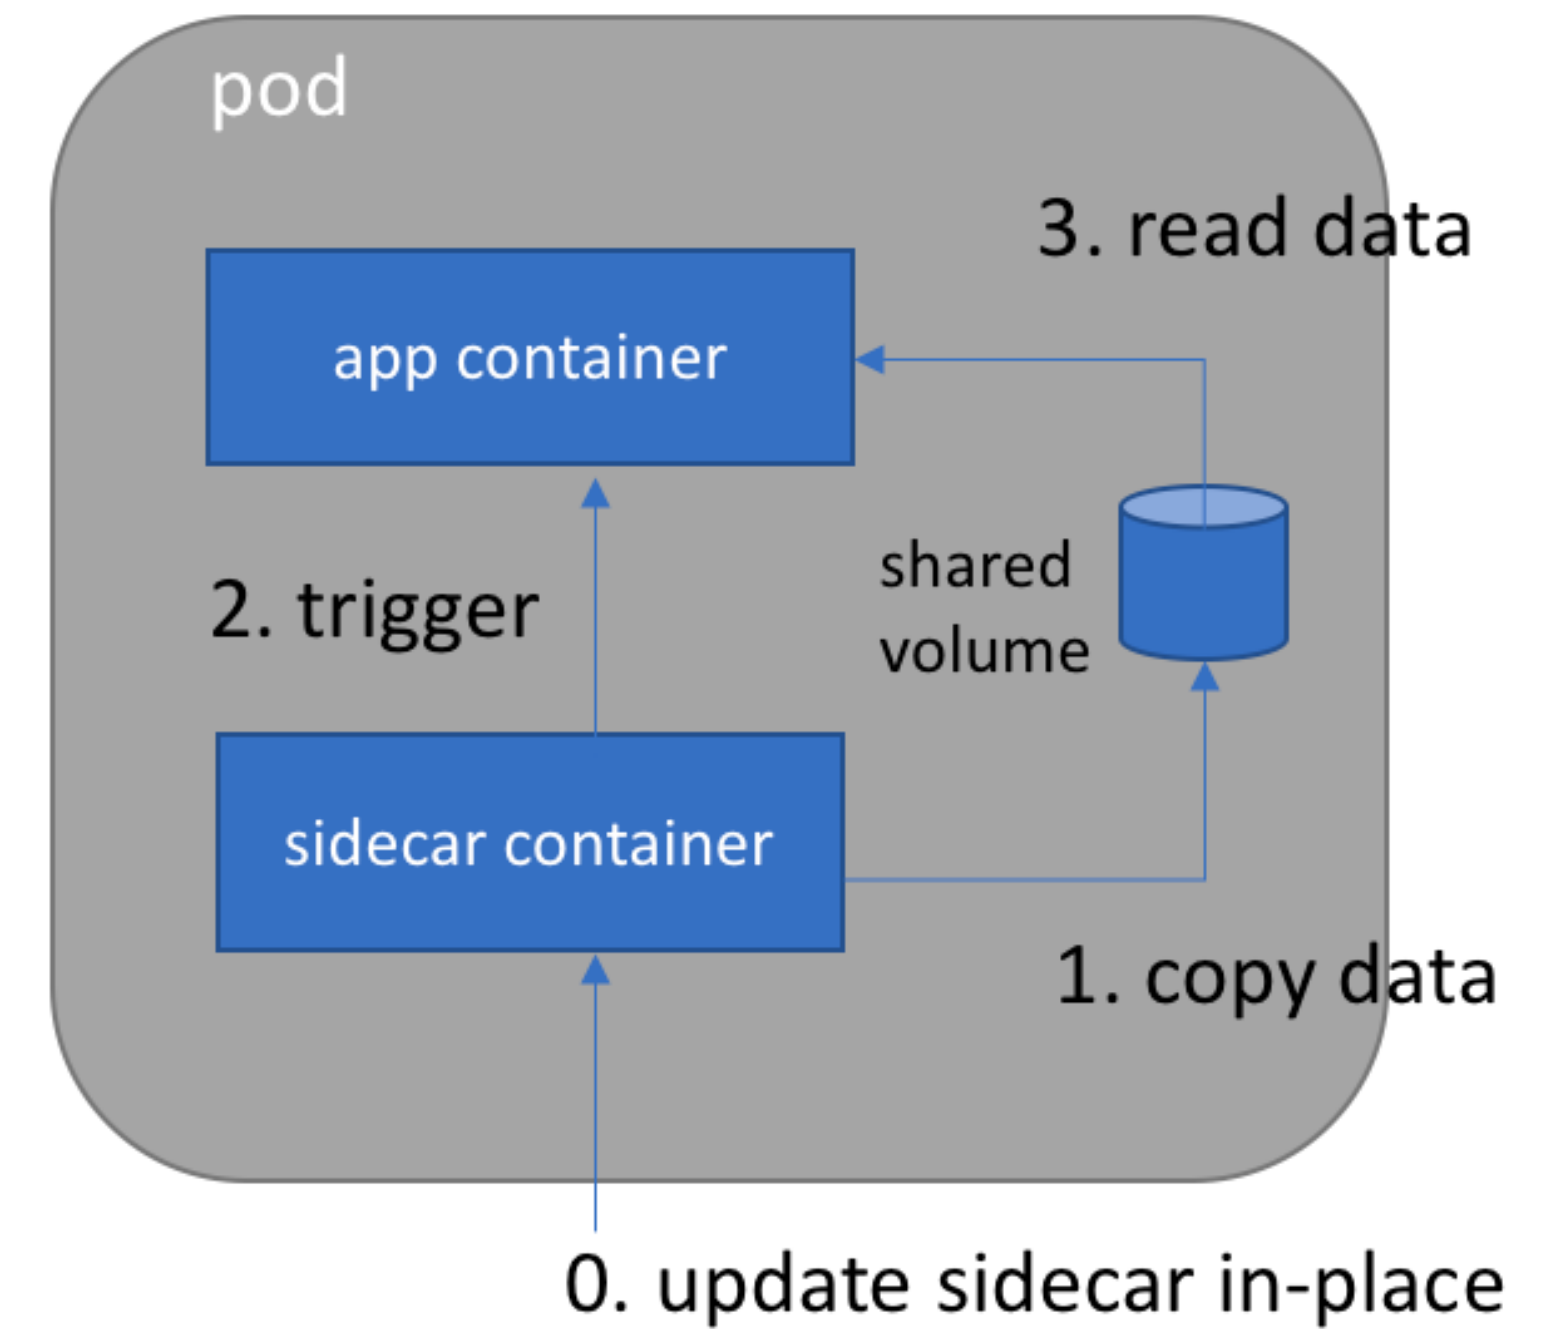 pod
3. read data
app container
2. trigger
shared
volume
sidecar container
1. copy data
0. update sidecar in-place